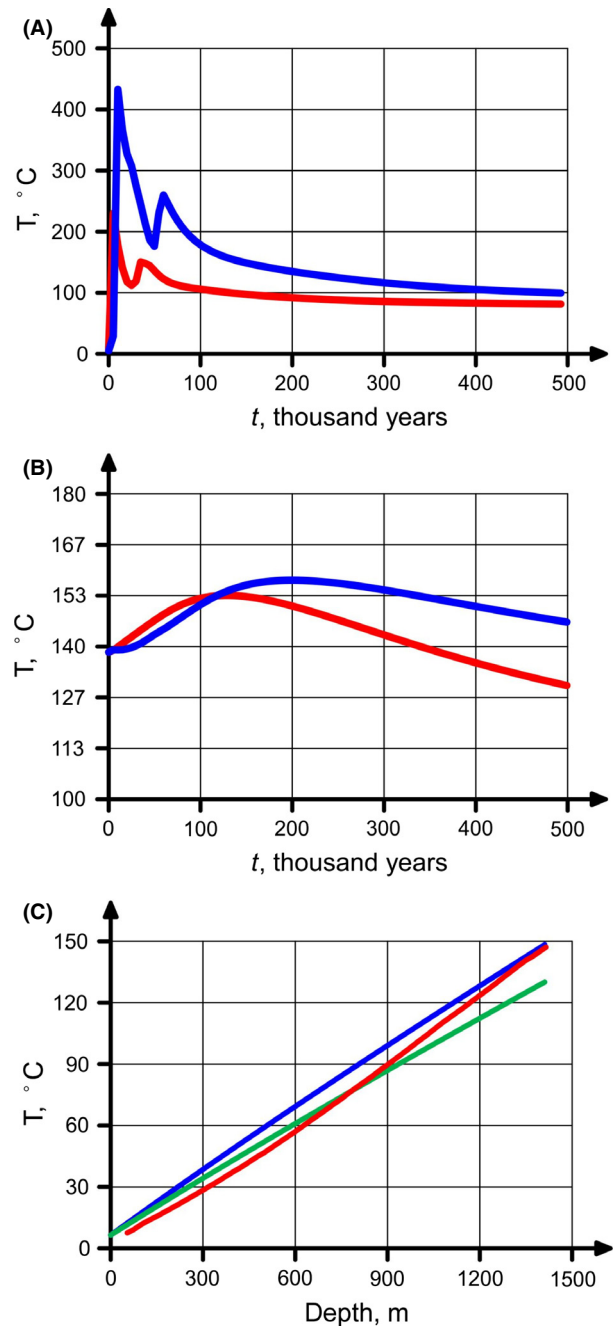 (A)
T, °C
500
400
300
200
100
0
0 100 200 300 400 500
t, thousand years
(B)
T, °C
180
167
153
140
127
113
100
0 100 200 300 400 500
t, thousand years
(C)
T, °C
150
120
90
60
30
0
0 300 600 900 1200 1500
Depth, m